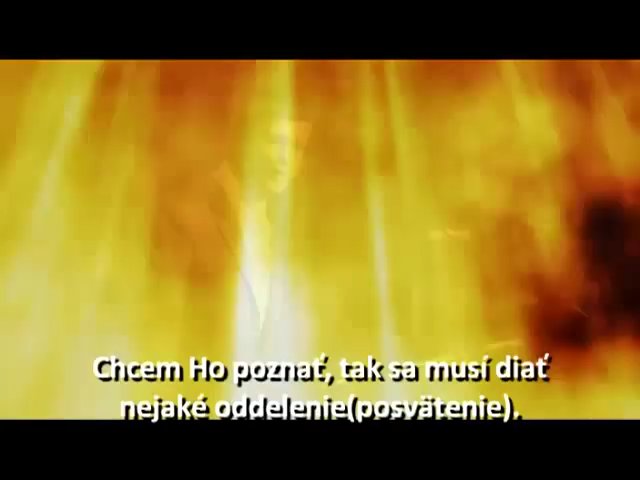 Chcem Ho poznať, tak sa musí diať
nejaké oddelenie(posvätenie).